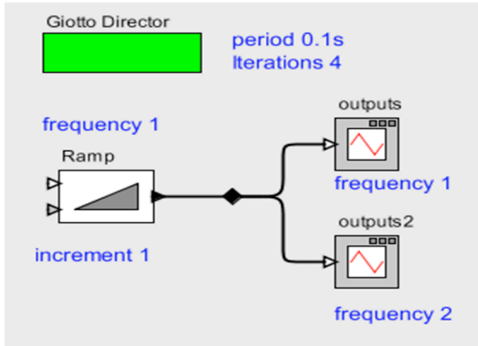 Giotto Director
period 0.1s
Iterations 4
outputs
frequency 1
Ramp
frequency 1
outputs2
increment 1
frequency 2